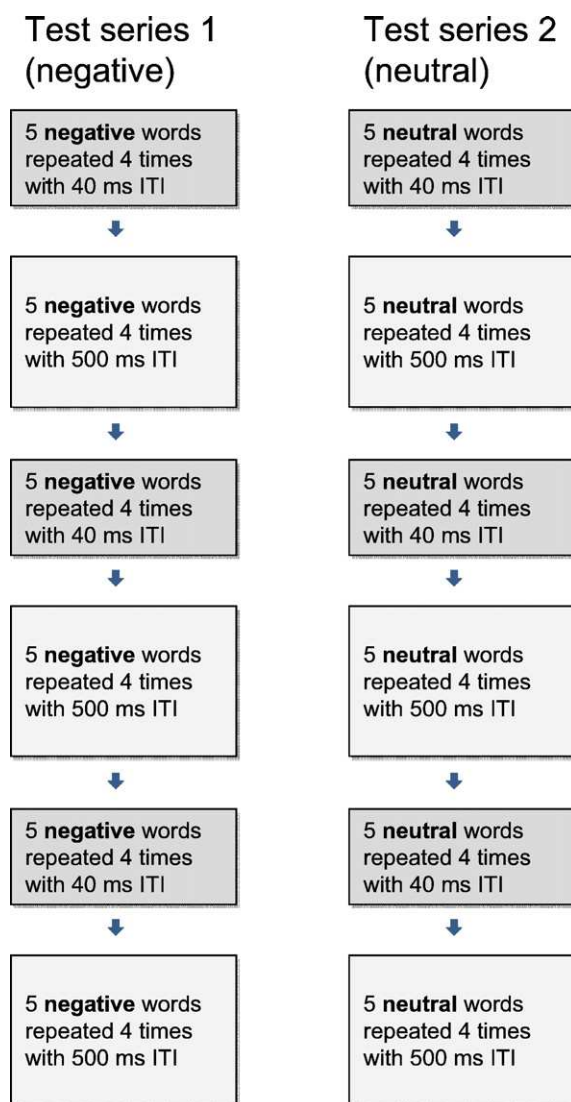 Test series 1
(negative)
5 negative words
repeated 4 times
with 40 ms ITI
5 negative words
repeated 4 times
with 500 ms ITI
5 negative words
repeated 4 times
with 40 ms ITI
5 negative words
repeated 4 times
with 500 ms ITI
5 negative words
repeated 4 times
with 40 ms ITI
5 negative words
repeated 4 times
with 500 ms ITI
Test series 2
(neutral)
5 neutral words
repeated 4 times
with 40 ms ITI
5 neutral words
repeated 4 times
with 500 ms ITI
5 neutral words
repeated 4 times
with 40 ms ITI
5 neutral words
repeated 4 times
with 500 ms ITI
5 neutral words
repeated 4 times
with 40 ms ITI
5 neutral words
repeated 4 times
with 500 ms ITI